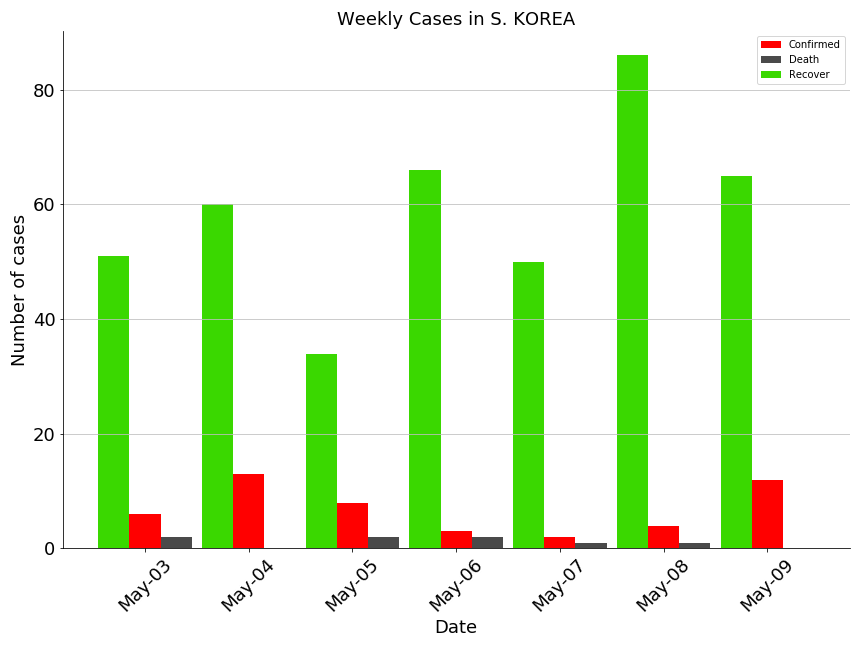 Weekly Cases in S. KOREA
Confirmed
Death
Recover
Number of cases
80
60
40
20
0
May-03
May-04
May-05
May-06
May-07
May-08
May-09
Date